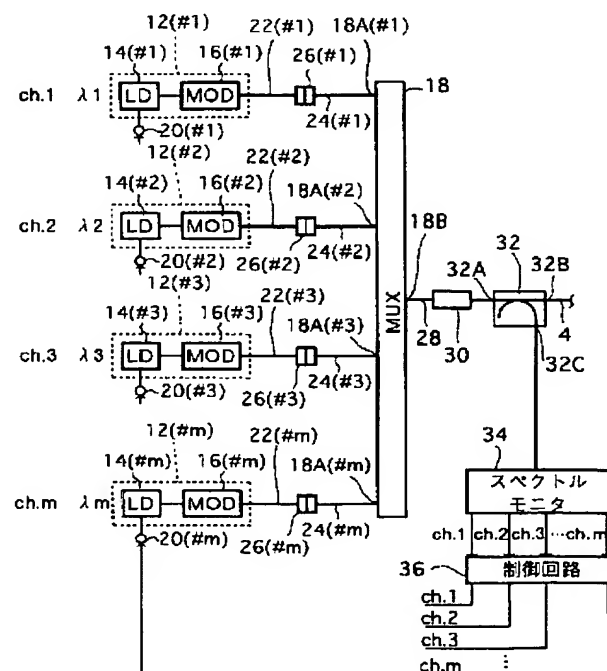 12(#1)
14(#1) 16(#1) 22(#1) 26(#1) 18A(#1)
18
ch.1 λ1 LD MOD
20(#1) 24(#1)
12(#2)
14(#2) 16(#2) 22(#2) 18A(#2)
ch.2 λ2 LD MOD
20(#2) 26(#2) 24(#2)
12(#3)
14(#3) 16(#3) 22(#3) 18A(#3)
ch.3 λ3 LD MOD
20(#3) 26(#3) 24(#3)
12(#m)
14(#m) 16(#m) 22(#m) 18A(#m)
ch.m λm LD MOD
20(#m) 26(#m) 24(#m)
MUX
18B
28
30
32A 32 32B
4
32C
34
スペクトル
モニタ
ch.1 ch.2 ch.3 …ch.m
36
制御回路
ch.1
ch.2
ch.3
ch.m